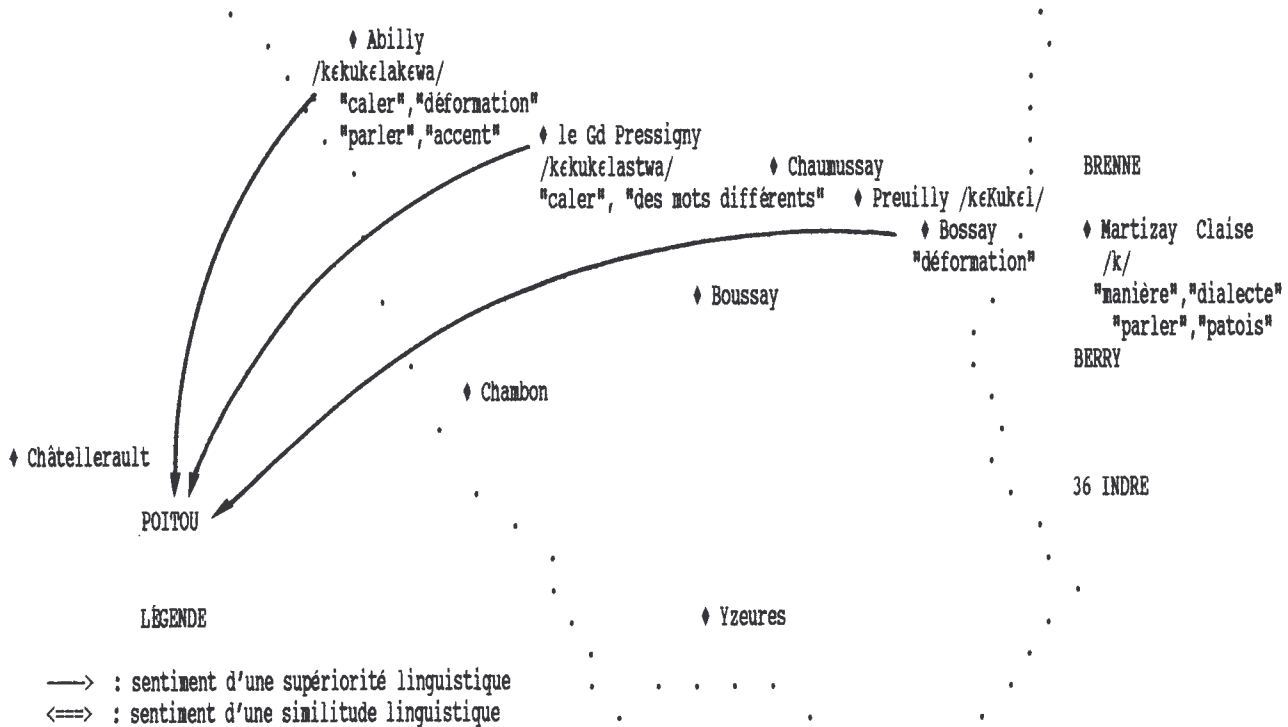 ♦ Abilly
/kɛkukɛlakɛwa/
"caler","déformation"
"parler","accent"
♦ le Gd Pressigny
/kɛkukɛlastwa/
"caler", "des mots différents"
♦ Chaumussay
♦ Preuilly /kɛKukɛl/
♦ Bossay
"déformation"
BRENNE
♦ Martizay Claise
/k/
"manière","dialecte"
"parler","patois"
BERRY
♦ Boussay
♦ Chambon
♦ Châtellerault
36 INDRE
POITOU
♦ Yzeures
LÉGENDE
——> : sentiment d'une supériorité linguistique
<===> : sentiment d'une similitude linguistique